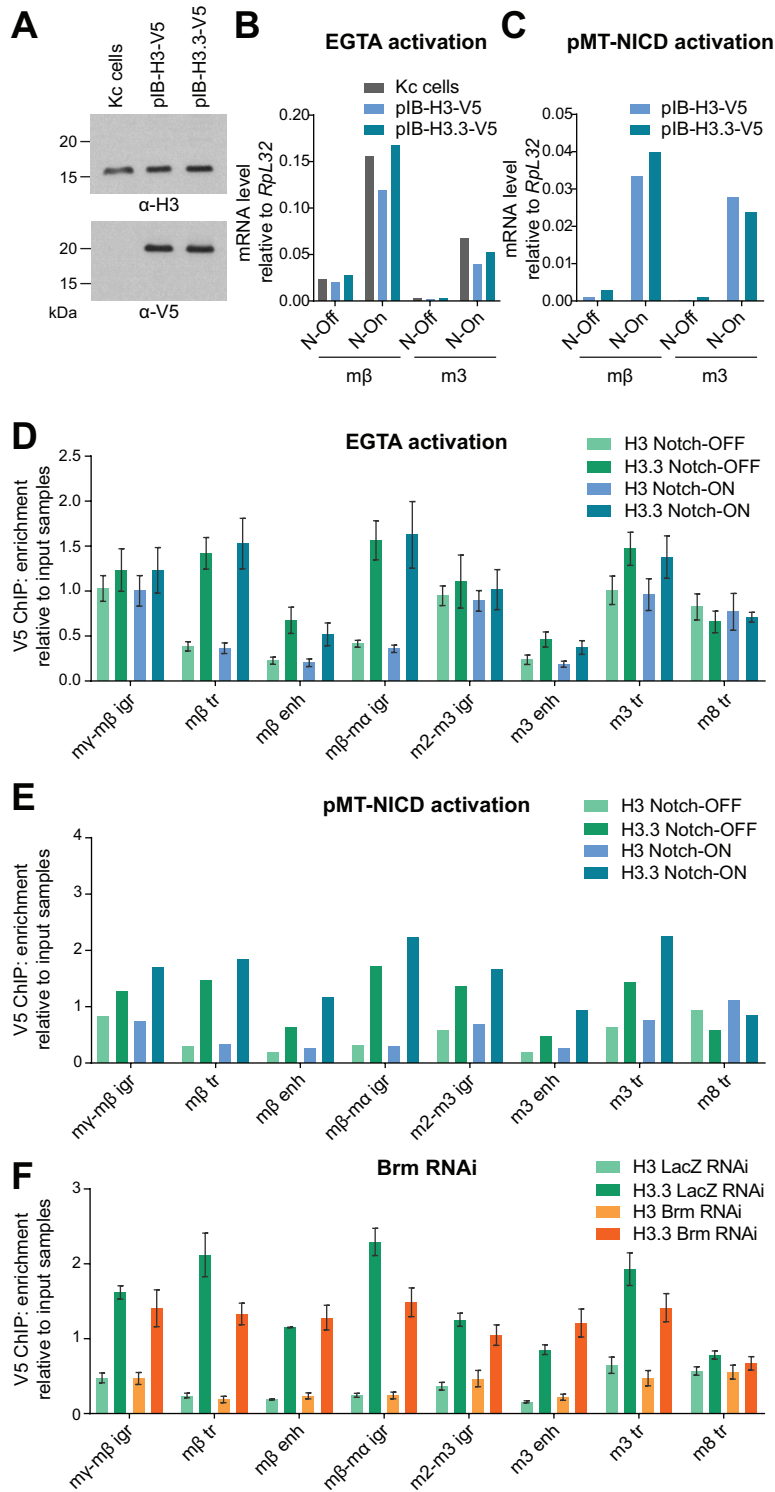 A
Kc cells
pIB-H3-V5
pIB-H3.3-V5
20
15
α-H3
20
15
kDa
α-V5
B
EGTA activation
Kc cells
pIB-H3-V5
pIB-H3.3-V5
mRNA level
relative to RpL32
0.20
0.15
0.10
0.05
0.00
N-Off
N-On
N-Off
N-On
mβ
m3
C
pMT-NICD activation
pIB-H3-V5
pIB-H3.3-V5
mRNA level
relative to RpL32
0.05
0.04
0.03
0.02
0.01
0.00
N-Off
N-On
N-Off
N-On
mβ
m3
D
EGTA activation
H3 Notch-OFF
H3.3 Notch-OFF
H3 Notch-ON
H3.3 Notch-ON
V5 ChIP: enrichment
relative to input samples
2.5
2.0
1.5
1.0
0.5
0.0
mγ-mβ igr
mβ tr
mβ enh
mβ-mα igr
m2-m3 igr
m3 enh
m3 tr
m8 tr
E
pMT-NICD activation
H3 Notch-OFF
H3.3 Notch-OFF
H3 Notch-ON
H3.3 Notch-ON
V5 ChIP: enrichment
relative to input samples
4
3
2
1
0
mγ-mβ igr
mβ tr
mβ enh
mβ-mα igr
m2-m3 igr
m3 enh
m3 tr
m8 tr
F
Brm RNAi
H3 LacZ RNAi
H3.3 LacZ RNAi
H3 Brm RNAi
H3.3 Brm RNAi
V5 ChIP: enrichment
relative to input samples
3
2
1
0
mγ-mβ igr
mβ tr
mβ enh
mβ-mα igr
m2-m3 igr
m3 enh
m3 tr
m8 tr